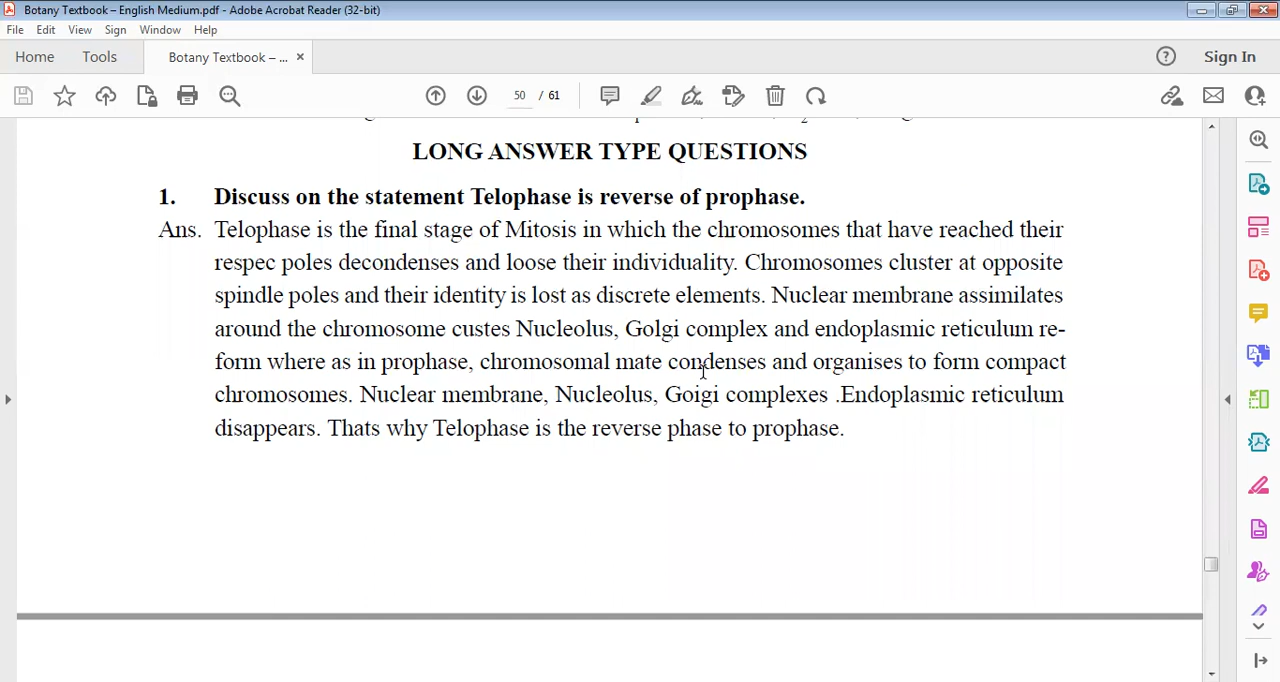 Botany Textbook – English Medium.pdf - Adobe Acrobat Reader (32-bit)
File Edit View Sign Window Help
Home Tools Botany Textbook – ... × Sign In
50 / 61
LONG ANSWER TYPE QUESTIONS
1. Discuss on the statement Telophase is reverse of prophase.
Ans. Telophase is the final stage of Mitosis in which the chromosomes that have reached their
respec poles decondenses and loose their individuality. Chromosomes cluster at opposite
spindle poles and their identity is lost as discrete elements. Nuclear membrane assimilates
around the chromosome custes Nucleolus, Golgi complex and endoplasmic reticulum re-
form where as in prophase, chromosomal mate condenses and organises to form compact
chromosomes. Nuclear membrane, Nucleolus, Goigi complexes .Endoplasmic reticulum
disappears. Thats why Telophase is the reverse phase to prophase.